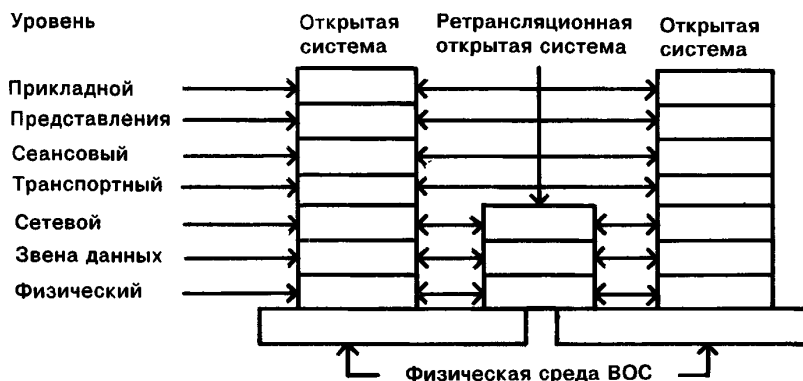 Уровень
Открытая
система
Ретрансляционная
открытая система
Открытая
система
Прикладной
Представления
Сеансовый
Транспортный
Сетевой
Звена данных
Физический
Физическая среда ВОС